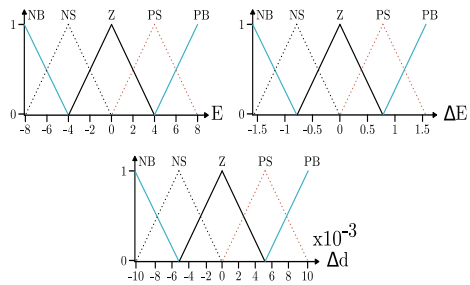 NB NS Z PS PB
1
0
-8 -6 -4 -2 0 2 4 6 8 E
NB NS Z PS PB
1
0
-1.5 -1 -0.5 0 0.5 1 1.5 ΔE
NB NS Z PS PB
1
0
x10-3
-10 -8 -6 -4 -2 0 2 4 6 8 10 Δd